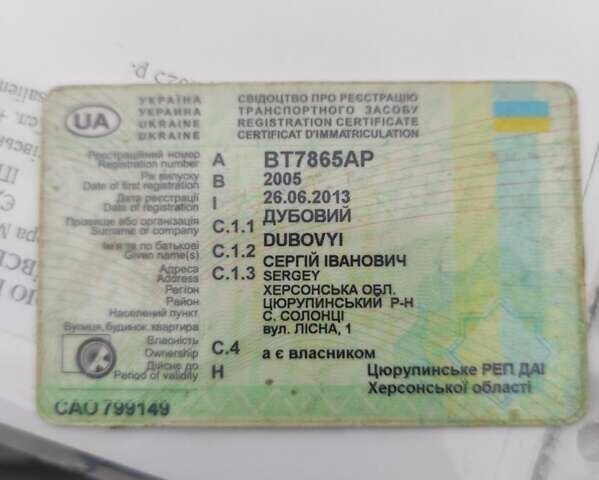 UA
УКРАЇНА
УКРАИНА
UKRAINE
UKRAINE
СВІДОЦТВО ПРО РЕЄСТРАЦІЮ
ТРАНСПОРТНОГО ЗАСОБУ
REGISTRATION CERTIFICATE
CERTIFICAT D'IMMATRICULATION
Реєстраційний номер
Registration number A BT7865AP
Рік випуску
Date of first registration B 2005
Дата реєстрації
Date of registration I 26.06.2013
Прізвище або організація
Surname or company C.1.1 ДУБОВИЙ
DUBOVYI
Ім'я та по батькові
Given name(s) C.1.2 СЕРГІЙ ІВАНОВИЧ
SERGEY
Адреса
Address C.1.3 ХЕРСОНСЬКА ОБЛ.
Регіон
Район ЦЮРУПИНСЬКИЙ Р-Н
Населений пункт С. СОЛОНЦІ
Вулиця, будинок, квартира вул. ЛІСНА, 1
Власність
Ownership C.4 а є власником
Дійсне до
Period of validity H Цюрупинське РЕП ДАІ
Херсонської області
САО 799149